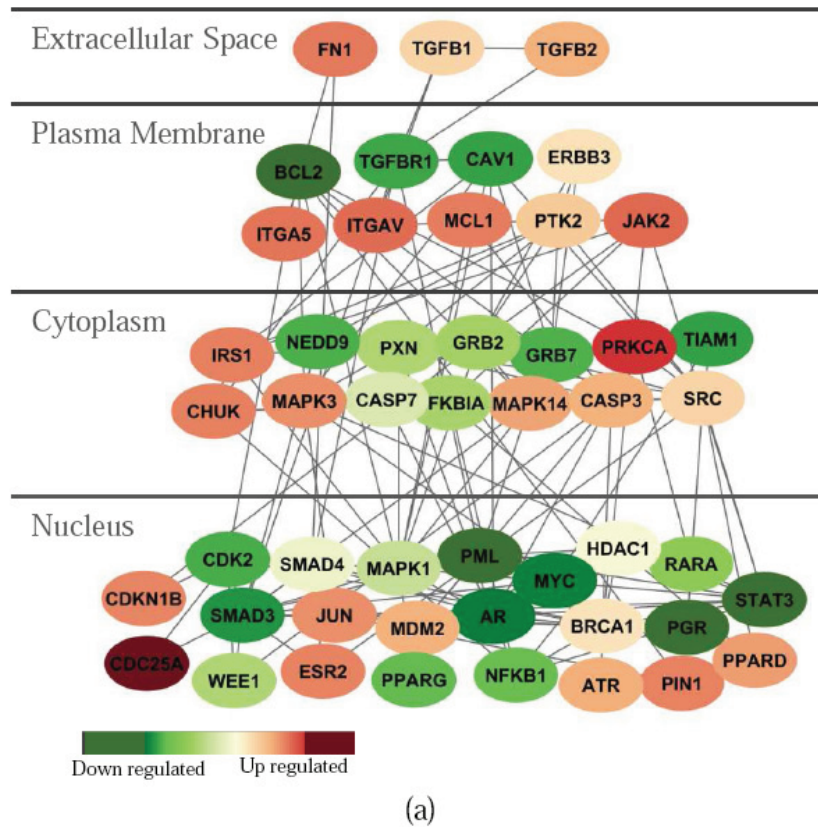 Extracellular Space
FN1
TGFB1
TGFB2
Plasma Membrane
BCL2
TGFBR1
CAV1
ERBB3
ITGA5
ITGAV
MCL1
PTK2
JAK2
Cytoplasm
IRS1
NEDD9
PXN
GRB2
GRB7
PRKCA
TIAM1
CHUK
MAPK3
CASP7
FKBIA
MAPK14
CASP3
SRC
Nucleus
CDK2
SMAD4
MAPK1
PML
HDAC1
RARA
CDKN1B
SMAD3
JUN
MDM2
AR
MYC
BRCA1
PGR
STAT3
CDC25A
WEE1
ESR2
PPARG
NFKB1
ATR
PIN1
PPARD
Down regulated Up regulated
(a)